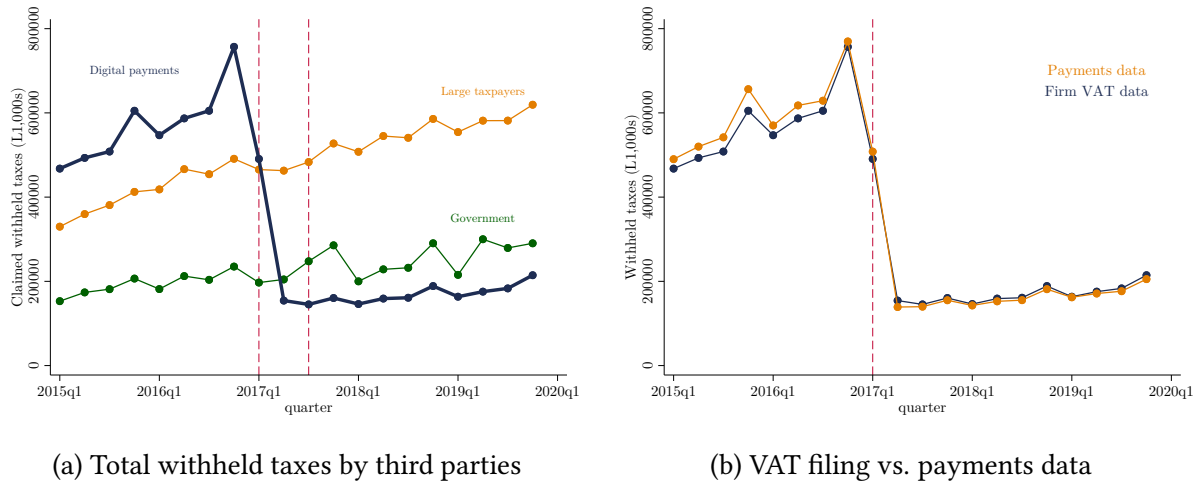 Claimed withheld taxes (L1,000s)
800000
600000
400000
200000
0
Digital payments
Large taxpayers
Government
2015q1 2016q1 2017q1 2018q1 2019q1 2020q1
quarter
(a) Total withheld taxes by third parties
Withheld taxes (L1,000s)
800000
600000
400000
200000
0
Payments data
Firm VAT data
2015q1 2016q1 2017q1 2018q1 2019q1 2020q1
quarter
(b) VAT filing vs. payments data